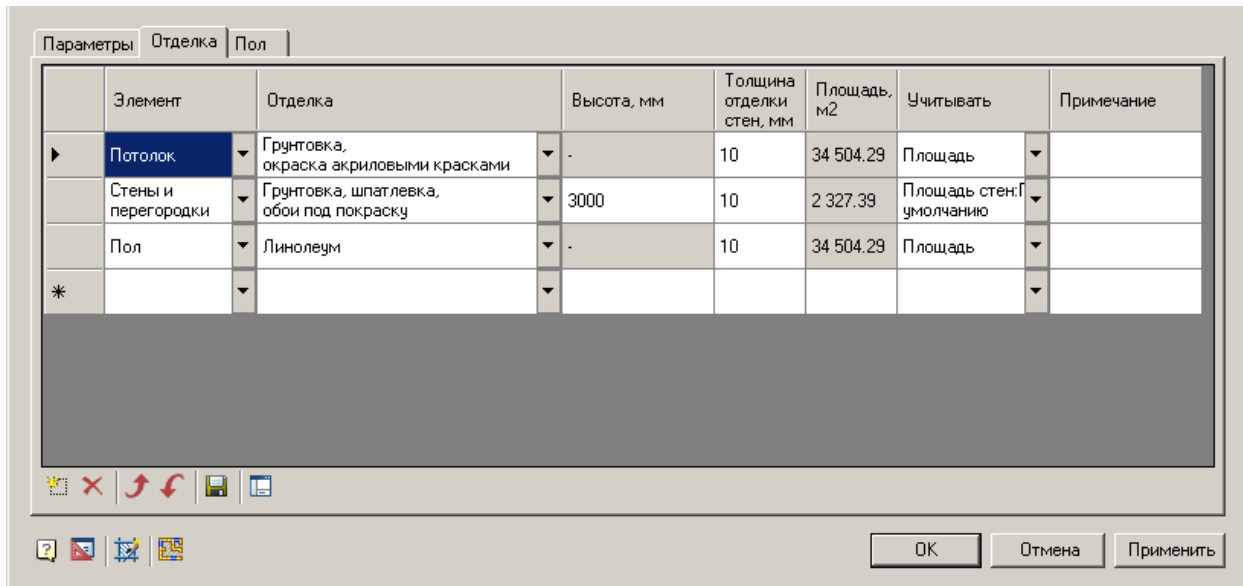 Параметры Отделка Пол
Элемент Отделка Высота, мм Толщина отделки стен, мм Площадь, м2 Учитывать Примечание
Потолок Грунтовка,
окраска акриловыми красками - 10 34 504.29 Площадь
Стены и перегородки Грунтовка, шпатлевка,
обои под покраску 3000 10 2 327.39 Площадь стен:П
умолчанию
Пол Линолеум - 10 34 504.29 Площадь
OK Отмена Применить